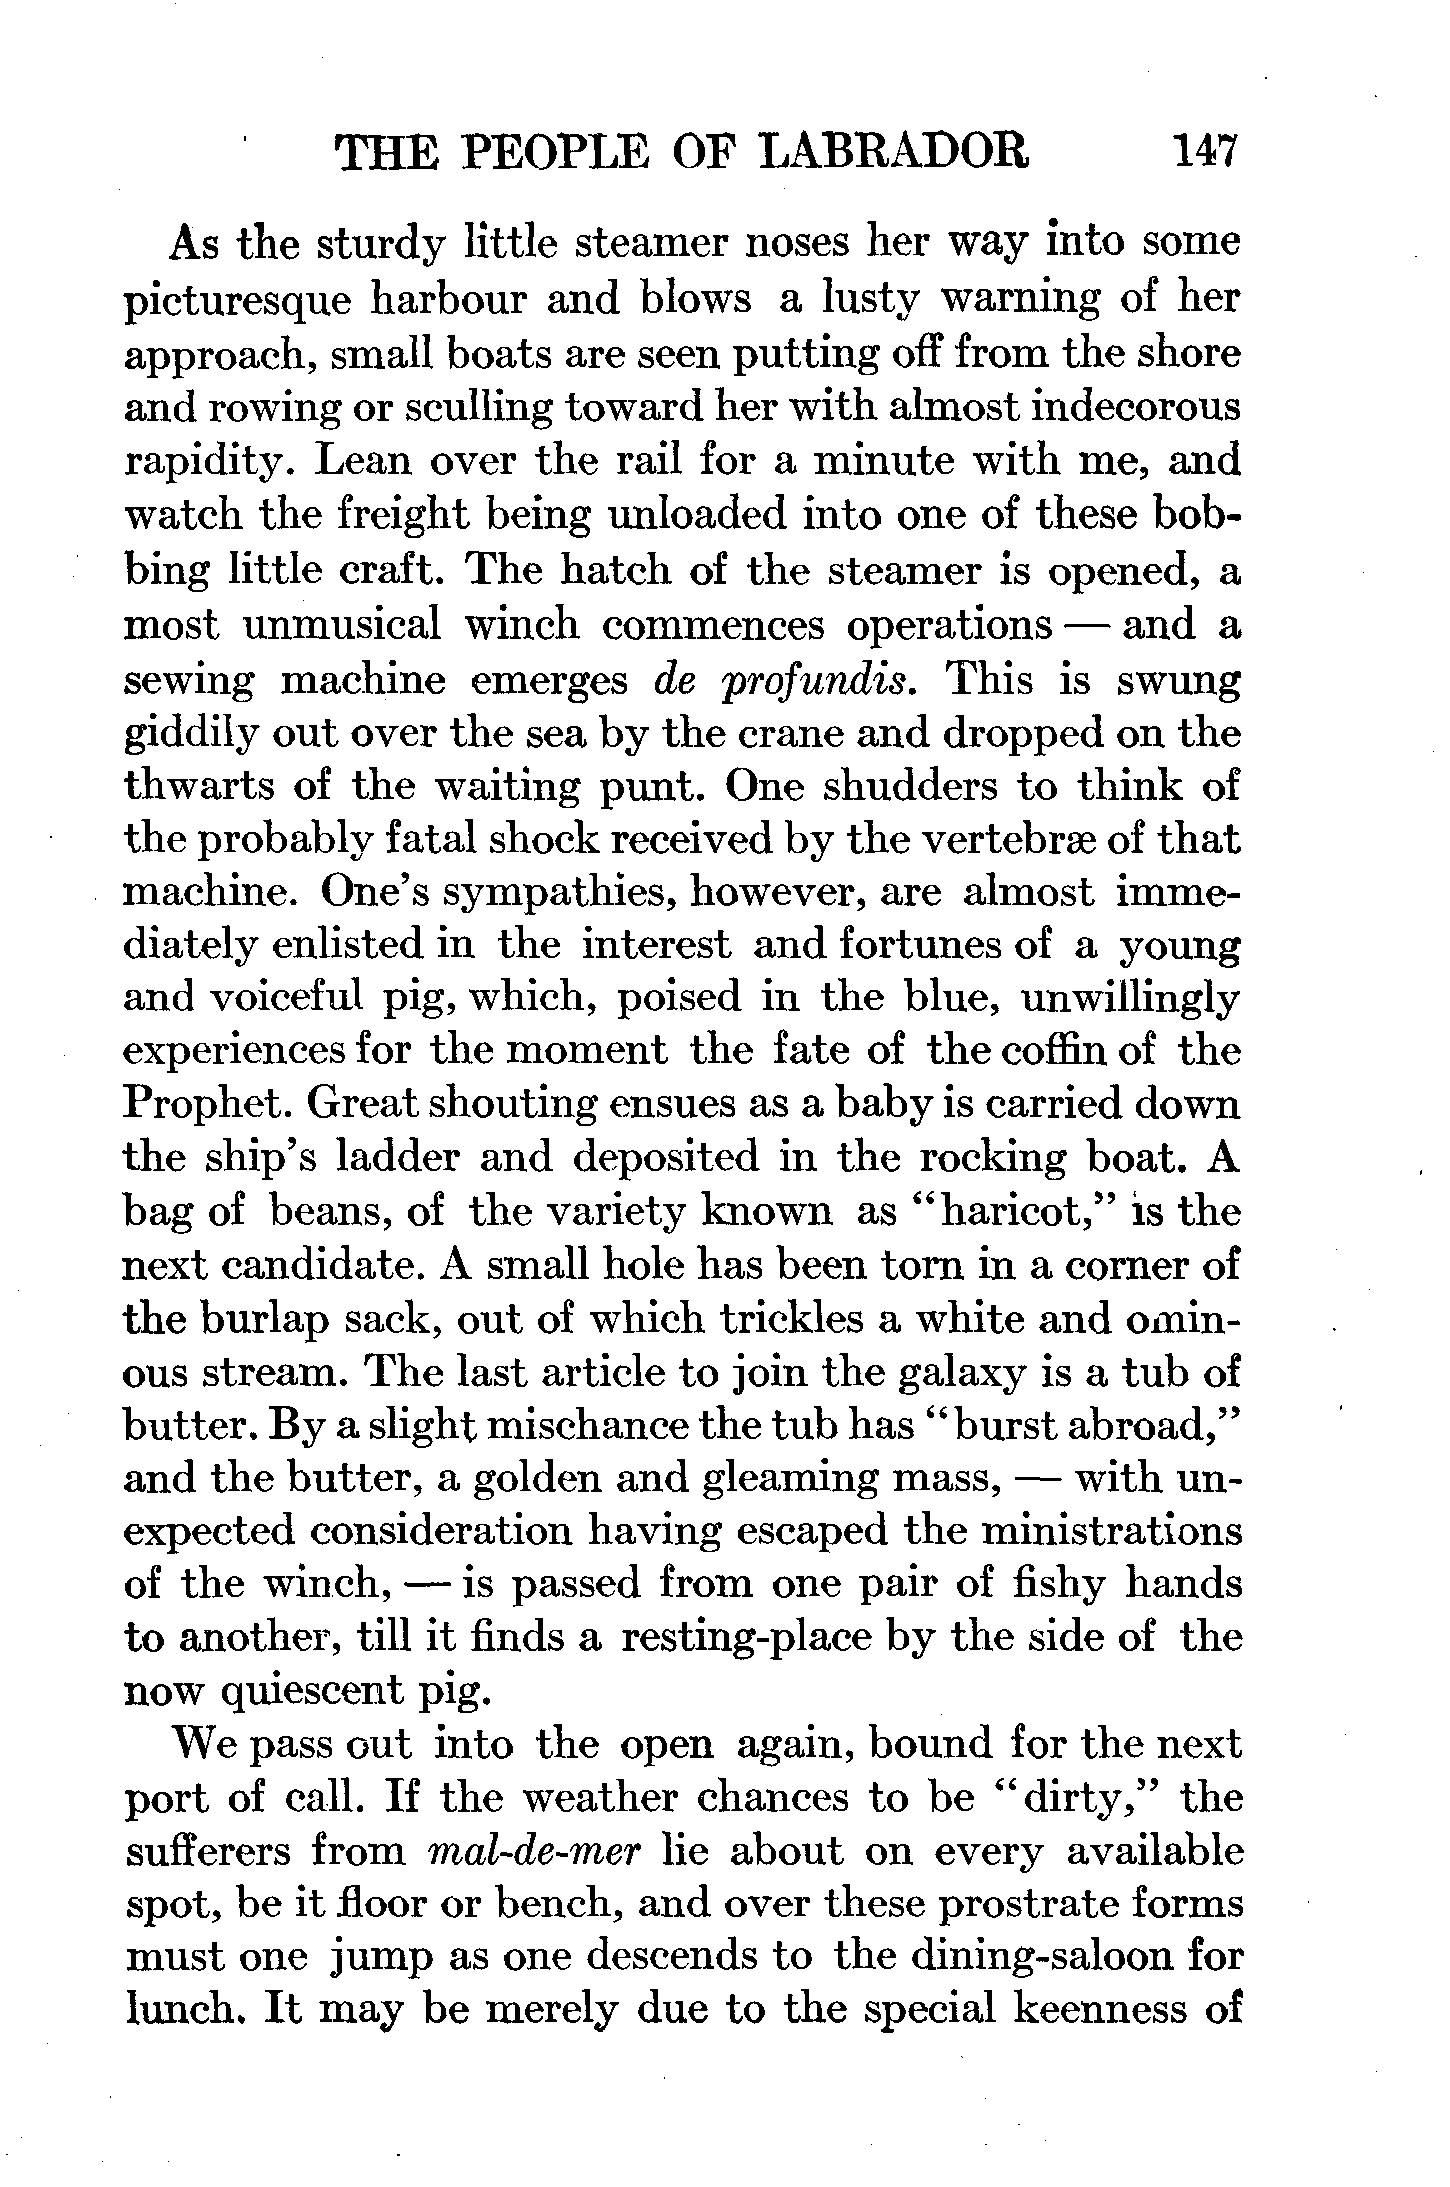 THE PEOPLE OF LABRADOR 147
As the sturdy little steamer noses her way into some
picturesque harbour and blows a lusty warning of her
approach, small boats are seen putting off from the shore
and rowing or sculling toward her with almost indecorous
rapidity. Lean over the rail for a minute with me, and
watch the freight being unloaded into one of these bob-
bing little craft. The hatch of the steamer is opened, a
most unmusical winch commences operations — and a
sewing machine emerges de profundis. This is swung
giddily out over the sea by the crane and dropped on the
thwarts of the waiting punt. One shudders to think of
the probably fatal shock received by the vertebræ of that
machine. One's sympathies, however, are almost imme-
diately enlisted in the interest and fortunes of a young
and voiceful pig, which, poised in the blue, unwillingly
experiences for the moment the fate of the coffin of the
Prophet. Great shouting ensues as a baby is carried down
the ship's ladder and deposited in the rocking boat. A
bag of beans, of the variety known as "haricot," is the
next candidate. A small hole has been torn in a corner of
the burlap sack, out of which trickles a white and omin-
ous stream. The last article to join the galaxy is a tub of
butter. By a slight mischance the tub has "burst abroad,"
and the butter, a golden and gleaming mass, — with un-
expected consideration having escaped the ministrations
of the winch, — is passed from one pair of fishy hands
to another, till it finds a resting-place by the side of the
now quiescent pig.
We pass out into the open again, bound for the next
port of call. If the weather chances to be "dirty," the
sufferers from mal-de-mer lie about on every available
spot, be it floor or bench, and over these prostrate forms
must one jump as one descends to the dining-saloon for
lunch. It may be merely due to the special keenness of